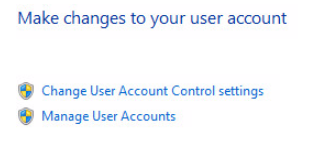 Make changes to your user account
Change User Account Control settings
Manage User Accounts